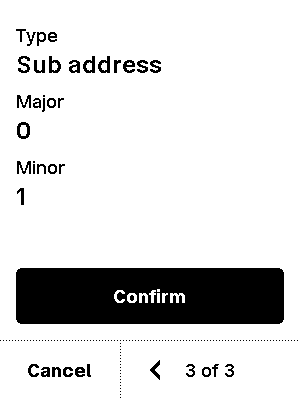 Type
Sub address
Major
0
Minor
1
Confirm
Cancel
3 of 3